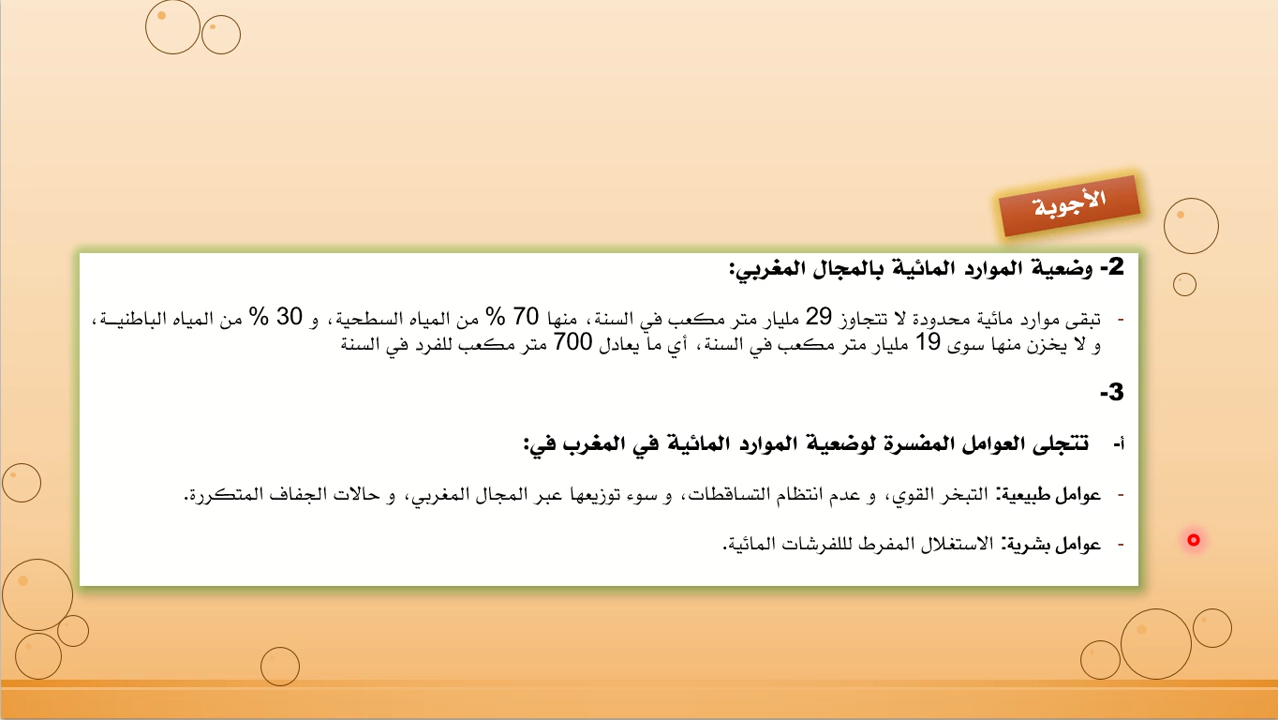 الأجوبة
2- وضعية الموارد المائية بالمجال المغربي:
- تبقى موارد مائية محدودة لا تتجاوز 29 مليار متر مكعب في السنة، منها 70 % من المياه السطحية، و 30 % من المياه الباطنيــة،
و لا يخزن منها سوى 19 مليار متر مكعب في السنة، أي ما يعادل 700 متر مكعب للفرد في السنة
3-
أ- تتجلى العوامل المفسرة لوضعية الموارد المائية في المغرب في:
- عوامل طبيعية: التبخر القوي، و عدم انتظام التساقطات، و سوء توزيعها عبر المجال المغربي، و حالات الجفاف المتكررة.
- عوامل بشرية: الاستغلال المفرط لللفرشات المائية.